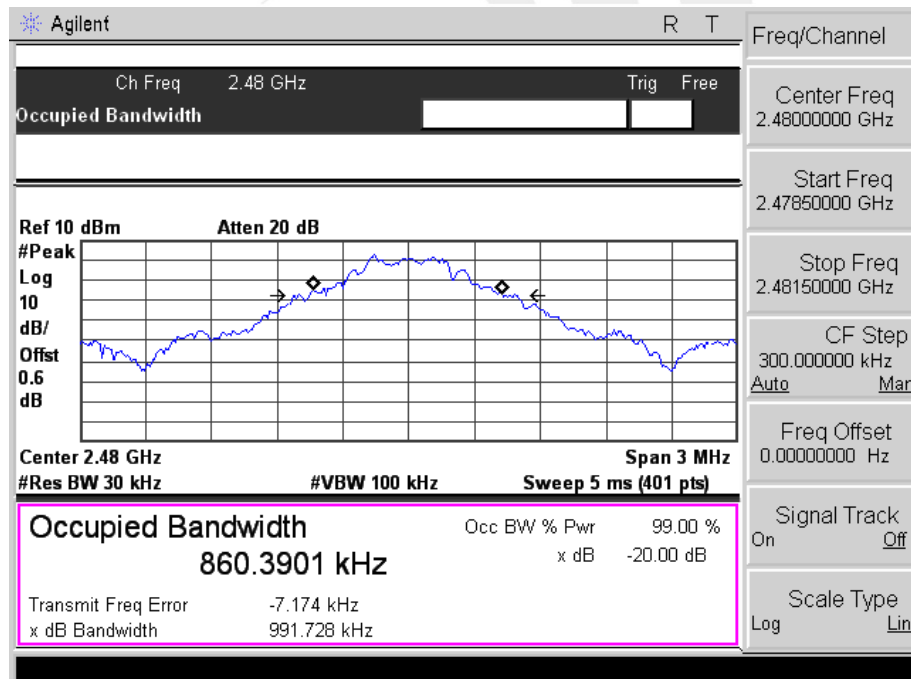 Agilent R T
Freq/Channel
Ch Freq 2.48 GHz Trig Free
Occupied Bandwidth
Center Freq
2.48000000 GHz
Start Freq
2.47850000 GHz
Stop Freq
2.48150000 GHz
CF Step
300.000000 kHz
Auto Man
Freq Offset
0.00000000 Hz
Signal Track
On Off
Scale Type
Log Lin
Ref 10 dBm Atten 20 dB
#Peak
Log
10
dB/
Offst
0.6
dB
Center 2.48 GHz Span 3 MHz
#Res BW 30 kHz #VBW 100 kHz Sweep 5 ms (401 pts)
Occupied Bandwidth
860.3901 kHz
Occ BW % Pwr 99.00 %
x dB -20.00 dB
Transmit Freq Error -7.174 kHz
x dB Bandwidth 991.728 kHz